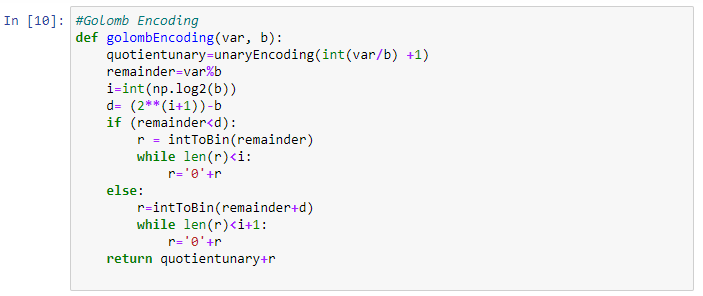 In [10]: #Golomb Encoding
def golombEncoding(var, b):
    quotientunary=unaryEncoding(int(var/b) +1)
    remainder=var%b
    i=int(np.log2(b))
    d= (2**(i+1))-b
    if (remainder<d):
        r = intToBin(remainder)
        while len(r)<i:
            r='0'+r
    else:
        r=intToBin(remainder+d)
        while len(r)<i+1:
            r='0'+r
    return quotientunary+r